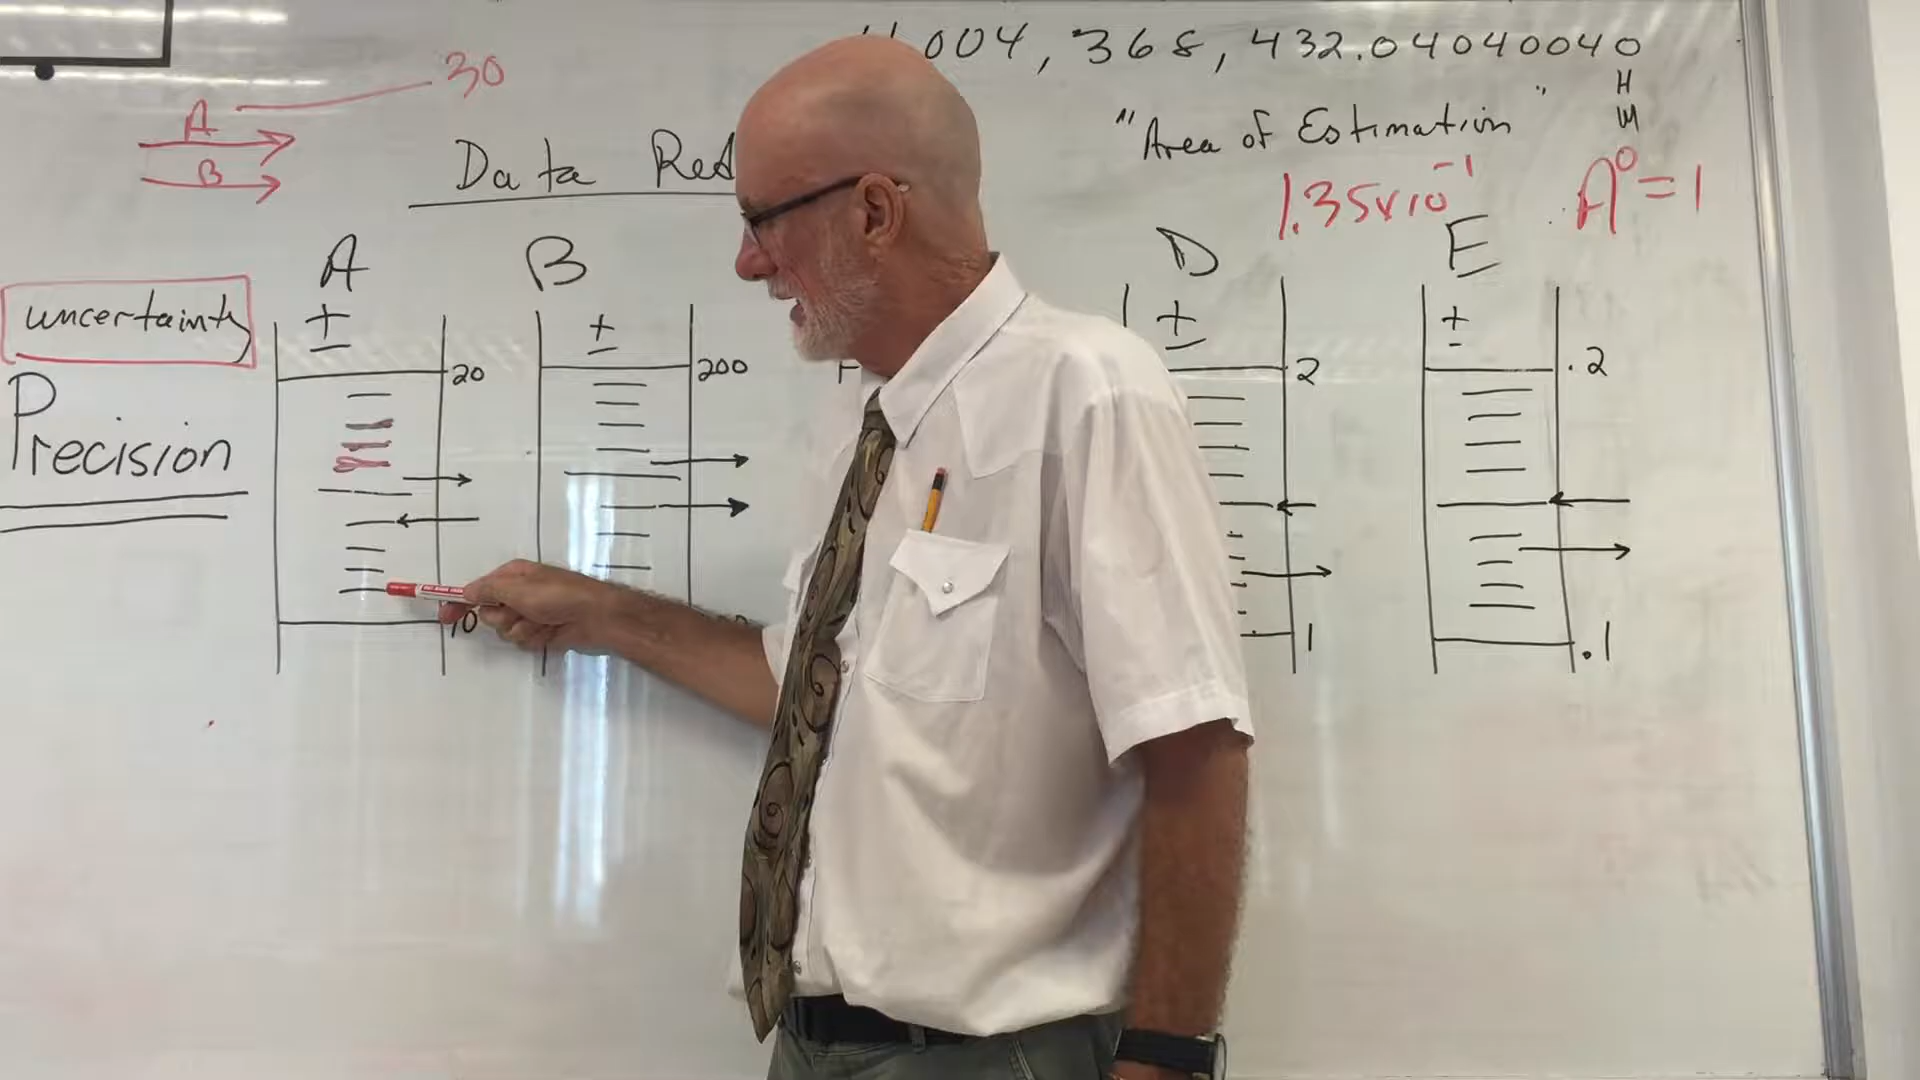 004, 368, 432.04040040
30
A
B
H
M
"Area of Estimation"
Data Red
1.35x10⁻¹
A⁰=1
A
B
D
E
uncertainty
±
±
±
±
20
200
2
.2
Precision
10
1
.1